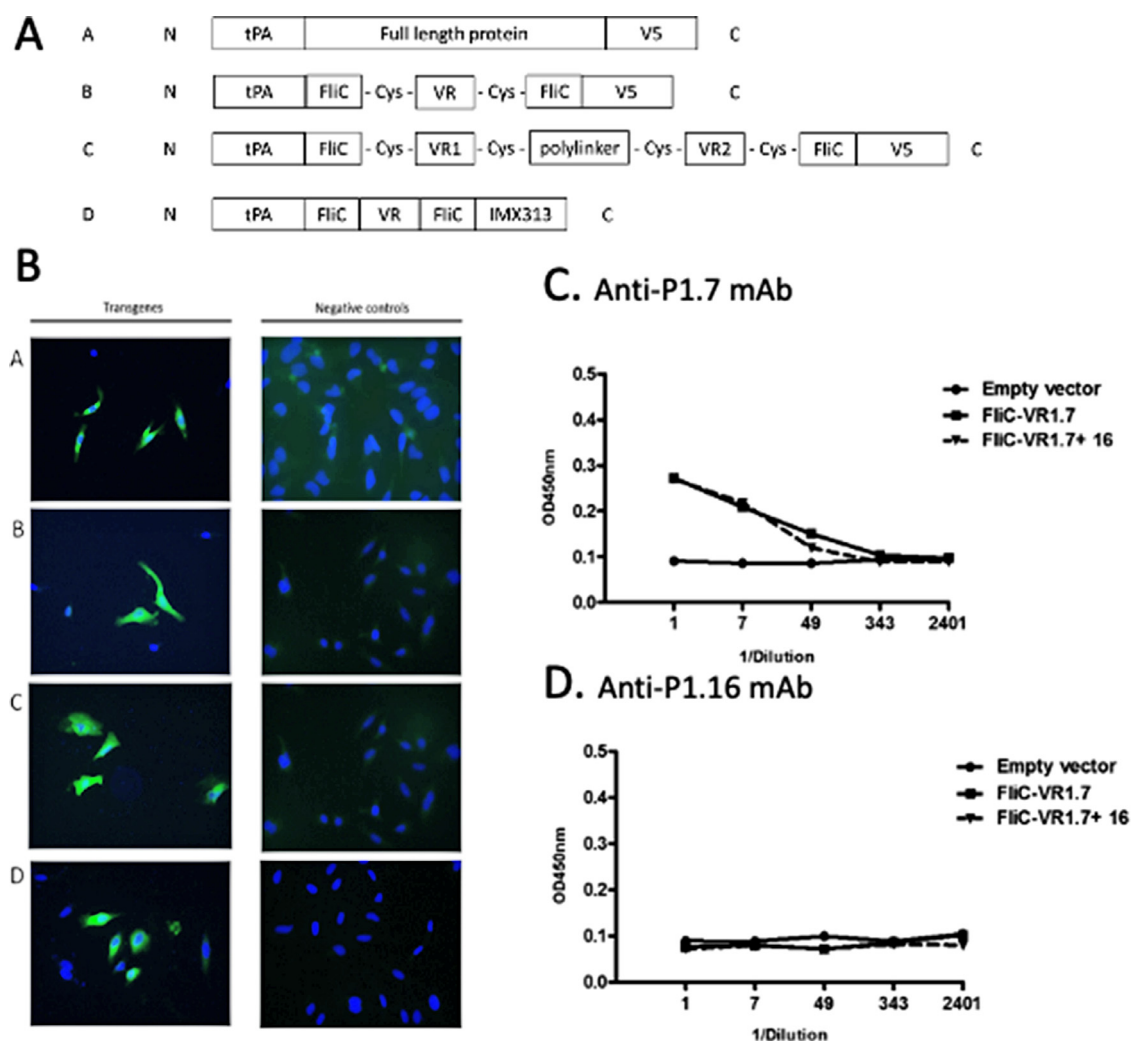 A
A N tPA Full length protein V5 C
B N tPA FliC - Cys - VR - Cys - FliC V5 C
C N tPA FliC - Cys - VR1 - Cys - polylinker - Cys - VR2 - Cys - FliC V5 C
D N tPA FliC VR FliC IMX313 C
B
Transgenes Negative controls
A
B
C
D
C. Anti-P1.7 mAb
0.5
0.4
0.3
0.2
0.1
0.0
OD450nm
1 7 49 343 2401
1/Dilution
Empty vector
FliC-VR1.7
FliC-VR1.7+ 16
D. Anti-P1.16 mAb
0.5
0.4
0.3
0.2
0.1
0.0
OD450nm
1 7 49 343 2401
1/Dilution
Empty vector
FliC-VR1.7
FliC-VR1.7+ 16